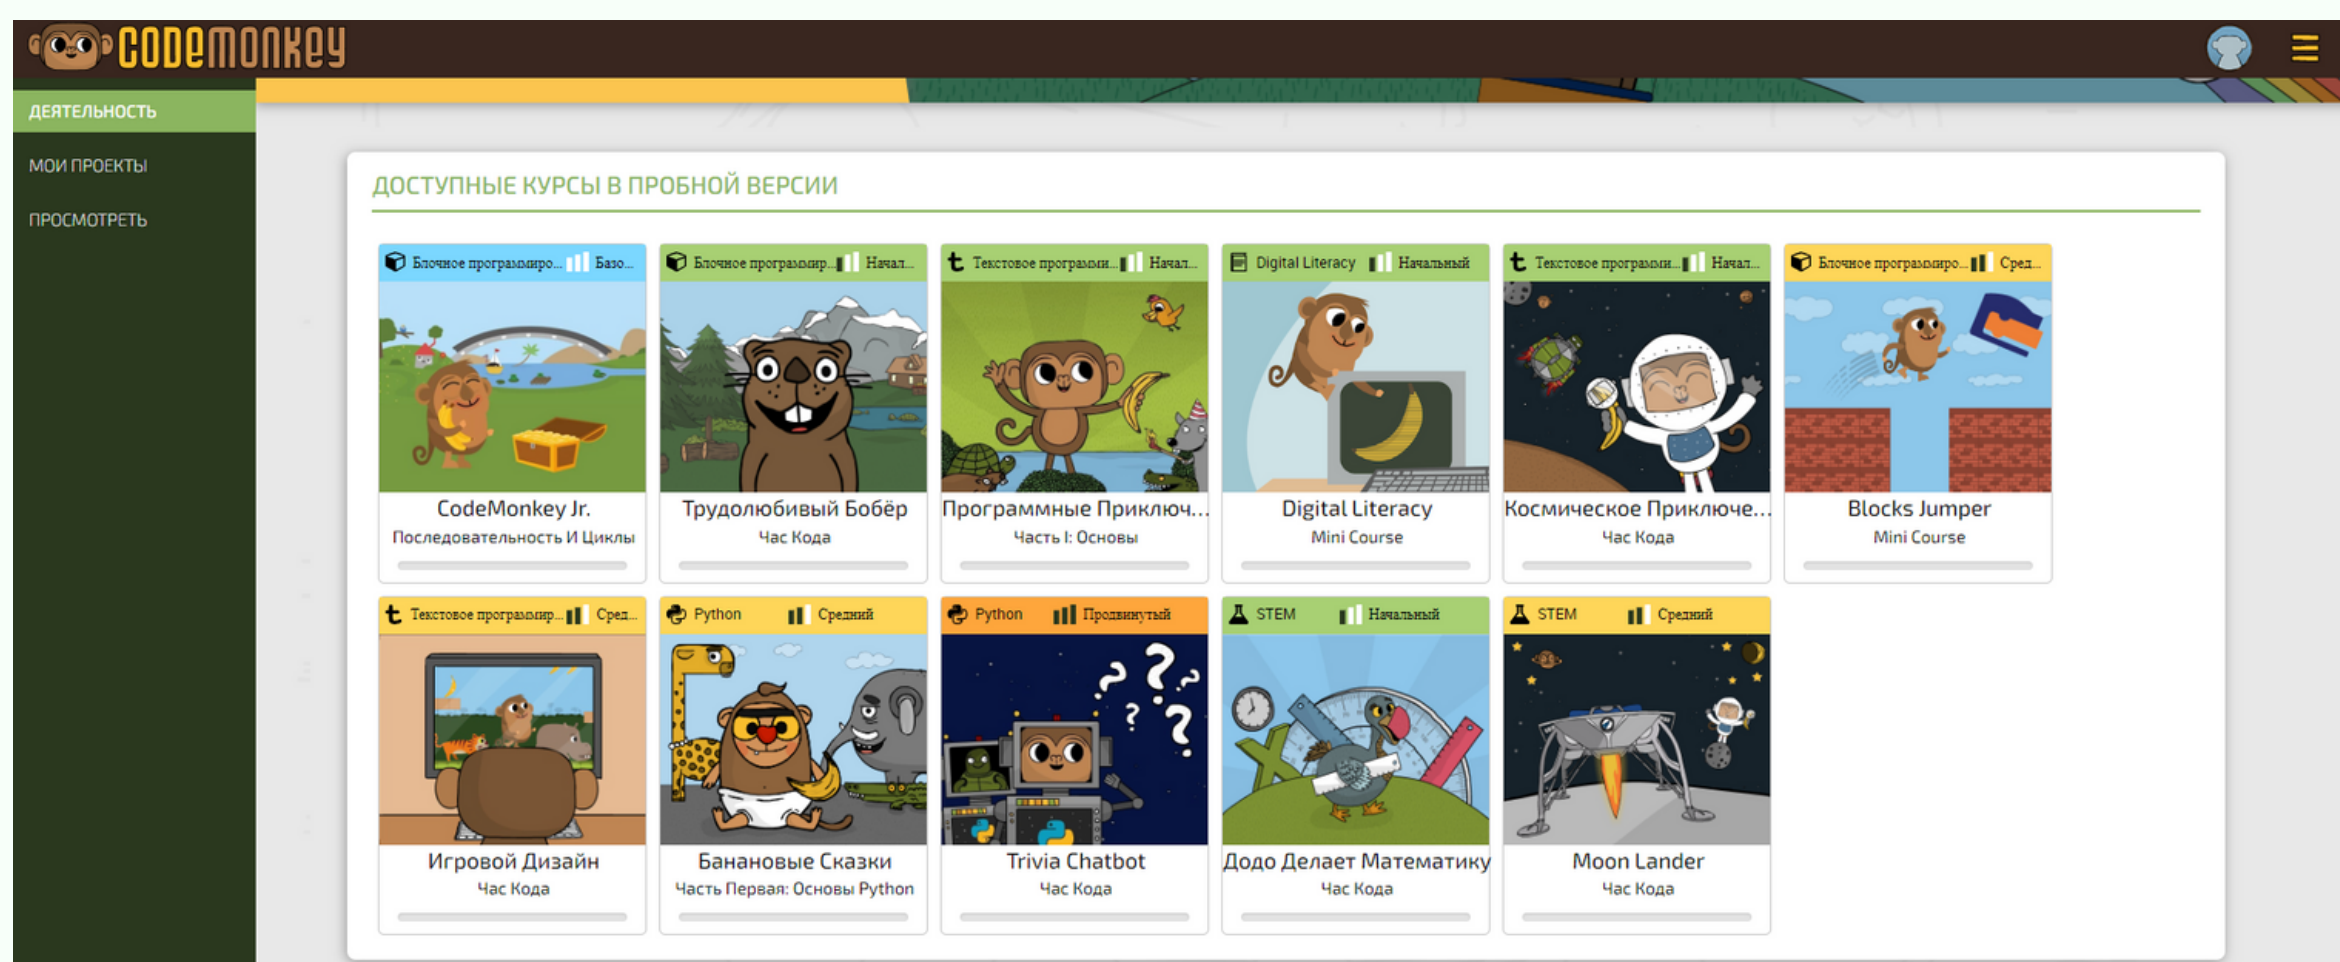 CODEMONKEY
ДЕЯТЕЛЬНОСТЬ
МОИ ПРОЕКТЫ
ПРОСМОТРЕТЬ
ДОСТУПНЫЕ КУРСЫ В ПРОБНОЙ ВЕРСИИ
Блочное программиро... Базо...
Блочное программир... Начал...
Текстовое программи... Начал...
Digital Literacy Начальный
Текстовое программи... Начал...
Блочное программиро... Сред...
CodeMonkey Jr.
Последовательность И Циклы
Трудолюбивый Бобёр
Час Кода
Программные Приключ...
Часть I: Основы
Digital Literacy
Mini Course
Космическое Приключе...
Час Кода
Blocks Jumper
Mini Course
Текстовое программир... Сред...
Python Средний
Python Продвинутый
STEM Начальный
STEM Средний
Игровой Дизайн
Час Кода
Банановые Сказки
Часть Первая: Основы Python
Trivia Chatbot
Час Кода
Додо Делает Математику
Час Кода
Moon Lander
Час Кода